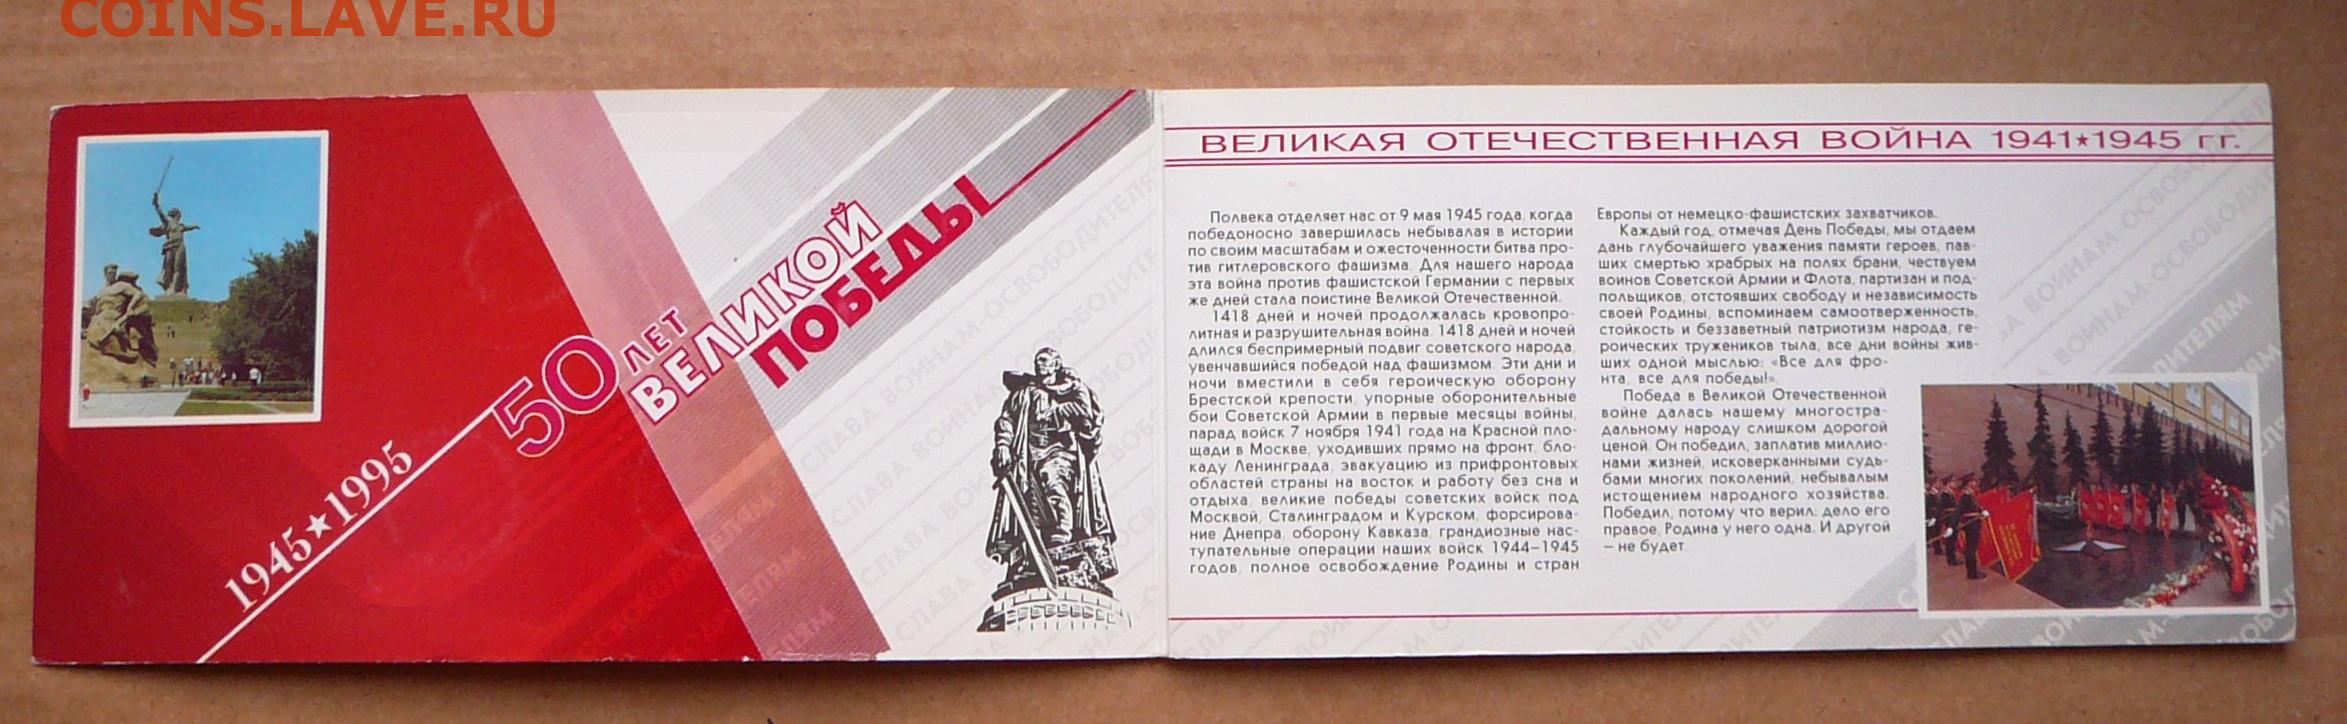 COINS.LAVE.RU
1945★1995
50 ЛЕТ
ВЕЛИКОЙ
ПОБЕДЫ
ВЕЛИКАЯ ОТЕЧЕСТВЕННАЯ ВОЙНА 1941★1945 гг.
Полвека отделяет нас от 9 мая 1945 года, когда
победоносно завершилась небывалая в истории
по своим масштабам и ожесточенности битва про-
тив гитлеровского фашизма. Для нашего народа
эта война против фашистской Германии с первых
же дней стала поистине Великой Отечественной.
1418 дней и ночей продолжалась кровопро-
литная и разрушительная война. 1418 дней и ночей
длился беспримерный подвиг советского народа,
увенчавшийся победой над фашизмом. Эти дни и
ночи вместили в себя героическую оборону
Брестской крепости, упорные оборонительные
бои Советской Армии в первые месяцы войны,
парад войск 7 ноября 1941 года на Красной пло-
щади в Москве, уходивших прямо на фронт, бло-
каду Ленинграда, эвакуацию из прифронтовых
областей страны на восток и работу без сна и
отдыха, великие победы советских войск под
Москвой, Сталинградом и Курском, форсирова-
ние Днепра, оборону Кавказа, грандиозные нас-
тупательные операции наших войск 1944–1945
годов, полное освобождение Родины и стран
Европы от немецко-фашистских захватчиков.
Каждый год, отмечая День Победы, мы отдаем
дань глубочайшего уважения памяти героев, пав-
ших смертью храбрых на полях брани, чествуем
воинов Советской Армии и Флота, партизан и под-
польщиков, отстоявших свободу и независимость
своей Родины, вспоминаем самоотверженность,
стойкость и беззаветный патриотизм народа, ге-
роических тружеников тыла, все дни войны жив-
ших одной мыслью: «Все для фро-
нта, все для победы!».
Победа в Великой Отечественной
войне далась нашему многостра-
дальному народу слишком дорогой
ценой. Он победил, заплатив миллио-
нами жизней, исковерканными судь-
бами многих поколений, небывалым
истощением народного хозяйства.
Победил, потому что верил: дело его
правое, Родина у него одна. И другой
– не будет.
СЛАВА ВОИНАМ-ОСВОБОДИТЕЛЯМ